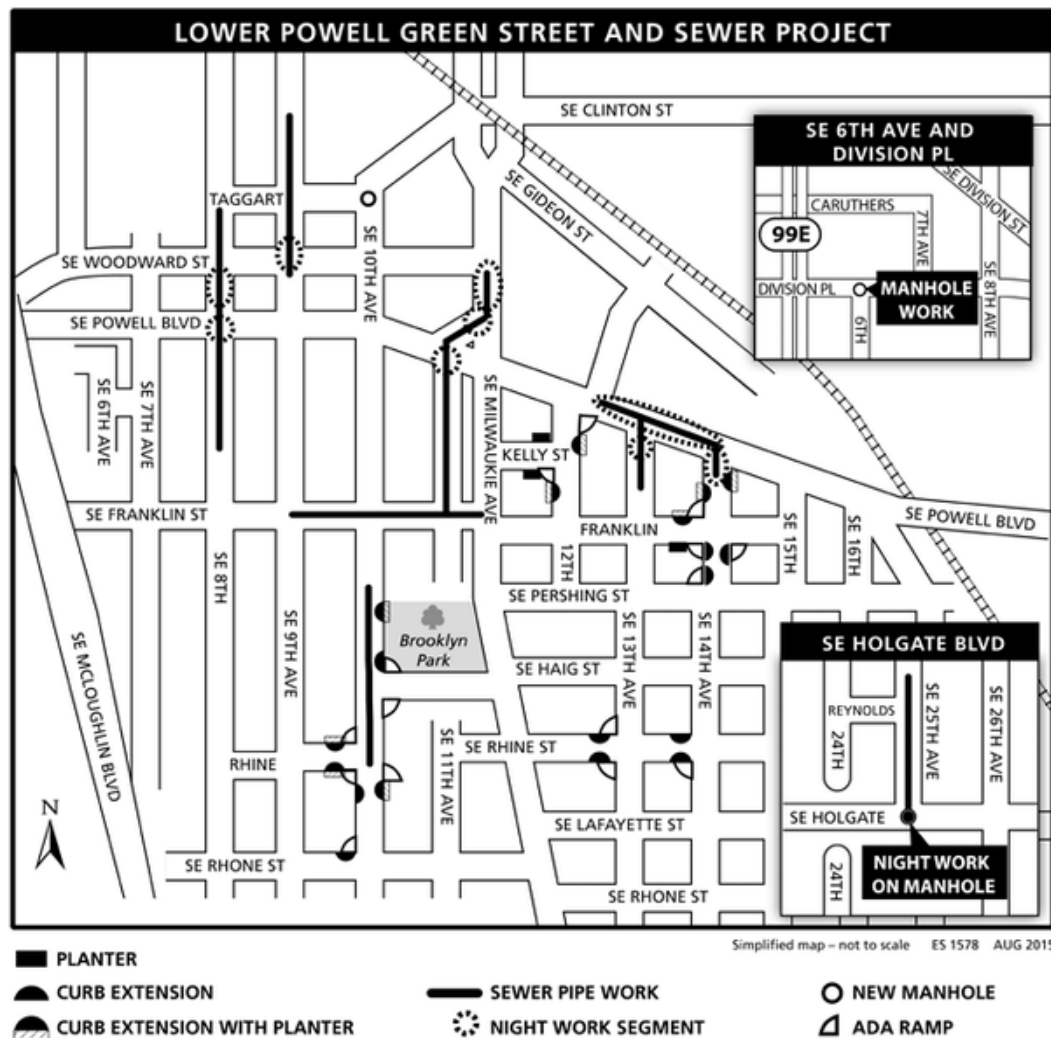 LOWER POWELL GREEN STREET AND SEWER PROJECT
SE CLINTON ST
SE GIDEON ST
TAGGART
SE 10TH AVE
SE WOODWARD ST
SE POWELL BLVD
SE 6TH AVE
SE 7TH AVE
SE MILWAUKIE AVE
KELLY ST
SE FRANKLIN ST
FRANKLIN
SE POWELL BLVD
SE 8TH
12TH
SE 15TH
SE 16TH
SE PERSHING ST
SE 9TH AVE
Brooklyn
Park
SE HAIG ST
SE 13TH AVE
SE 14TH AVE
SE MCLOUGHLIN BLVD
RHINE
SE 11TH AVE
SE RHINE ST
SE LAFAYETTE ST
N
SE RHONE ST
SE RHONE ST
SE 6TH AVE AND
DIVISION PL
SE DIVISION ST
CARUTHERS
7TH AVE
99E
SE 8TH AVE
DIVISION PL
MANHOLE
WORK
6TH
SE HOLGATE BLVD
REYNOLDS
24TH
SE 25TH AVE
SE 26TH AVE
SE HOLGATE
NIGHT WORK
ON MANHOLE
24TH
Simplified map – not to scale ES 1578 AUG 2015
PLANTER
CURB EXTENSION
SEWER PIPE WORK
NEW MANHOLE
CURB EXTENSION WITH PLANTER
NIGHT WORK SEGMENT
ADA RAMP